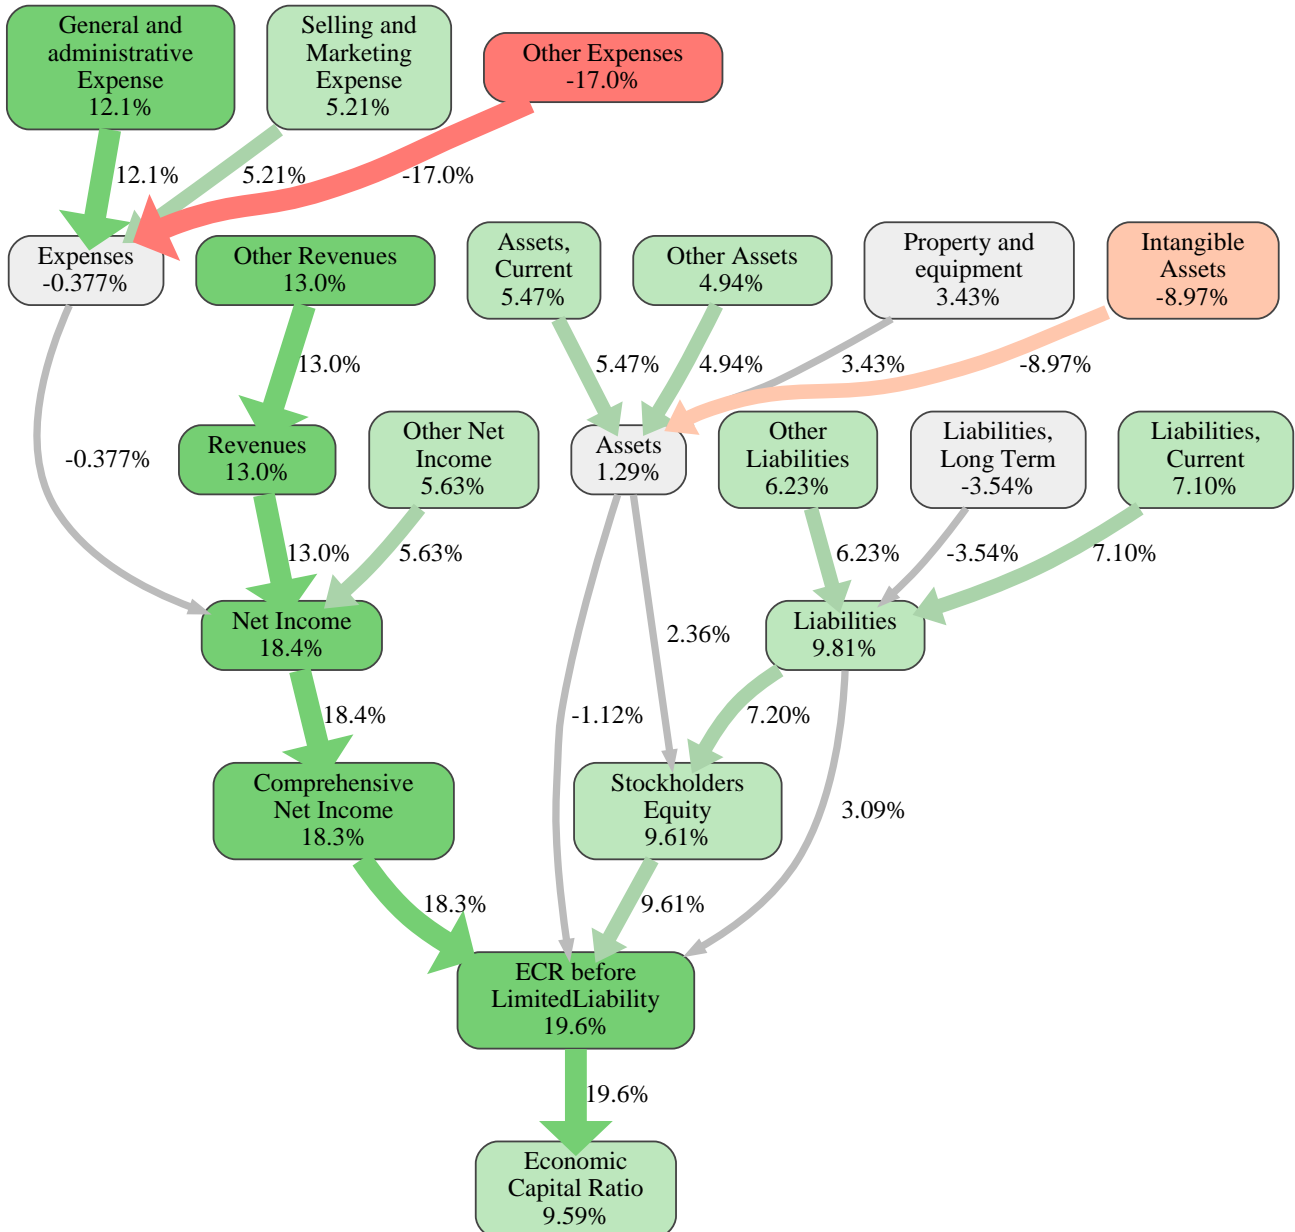 General and
administrative
Expense
12.1%
Selling and
Marketing
Expense
5.21%
Other Expenses
-17.0%
12.1%
5.21%
-17.0%
Expenses
-0.377%
Other Revenues
13.0%
Assets,
Current
5.47%
Other Assets
4.94%
Property and
equipment
3.43%
Intangible
Assets
-8.97%
13.0%
5.47%
4.94%
3.43%
-8.97%
-0.377%
Revenues
13.0%
Other Net
Income
5.63%
Assets
1.29%
Other
Liabilities
6.23%
Liabilities,
Long Term
-3.54%
Liabilities,
Current
7.10%
13.0%
5.63%
6.23%
-3.54%
7.10%
Net Income
18.4%
2.36%
Liabilities
9.81%
18.4%
-1.12%
7.20%
Comprehensive
Net Income
18.3%
Stockholders
Equity
9.61%
3.09%
18.3%
9.61%
ECR before
LimitedLiability
19.6%
19.6%
Economic
Capital Ratio
9.59%